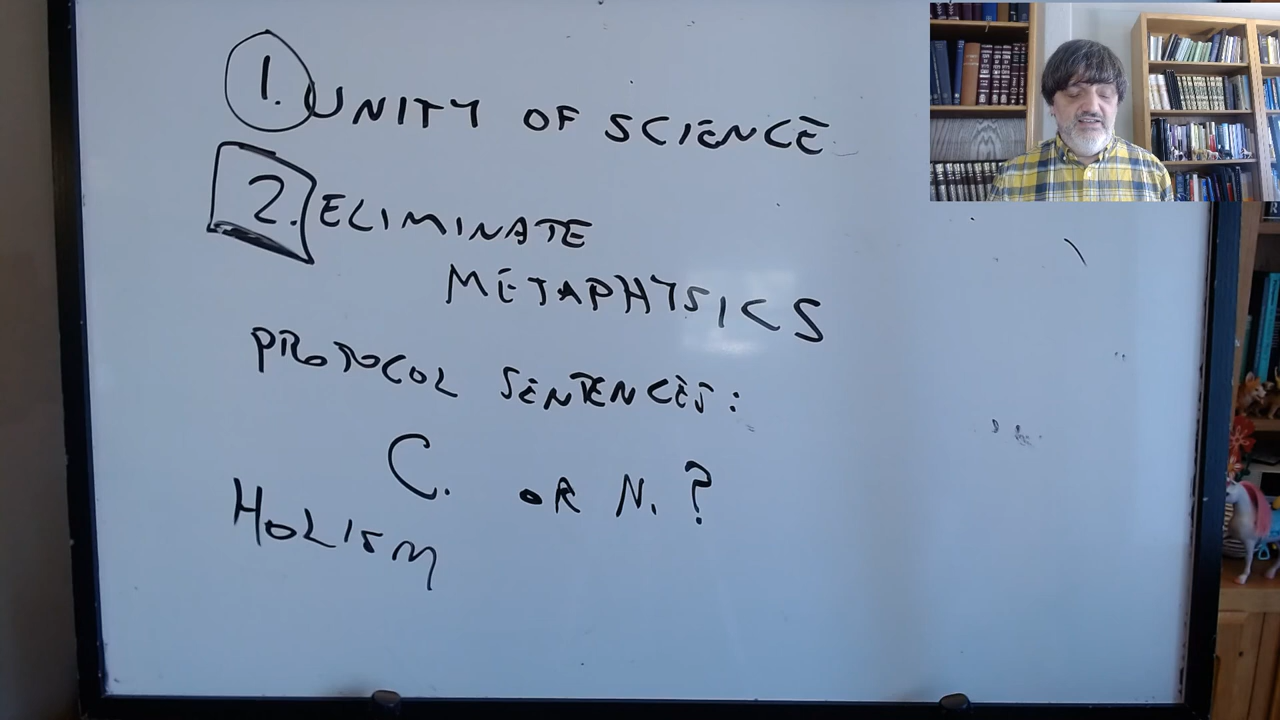 1. UNITY OF SCIENCE
2. ELIMINATE
METAPHYSICS
PROTOCOL SENTENCES:
C. OR N. ?
HOLISM